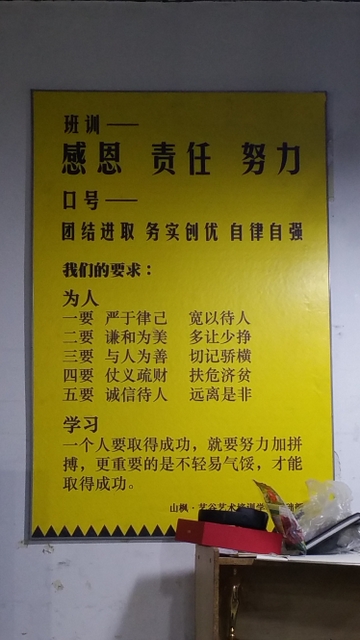 班训——
感恩 责任 努力
口号——
团结进取 务实创优 自律自强
我们的要求：
为人
一要 严于律己 宽以待人
二要 谦和为美 多让少挣
三要 与人为善 切记骄横
四要 仗义疏财 扶危济贫
五要 诚信待人 远离是非
学习
一个人要取得成功，就要努力加拼
搏，更重要的是不轻易气馁，才能
取得成功。
山枫·艺谷艺术培训学